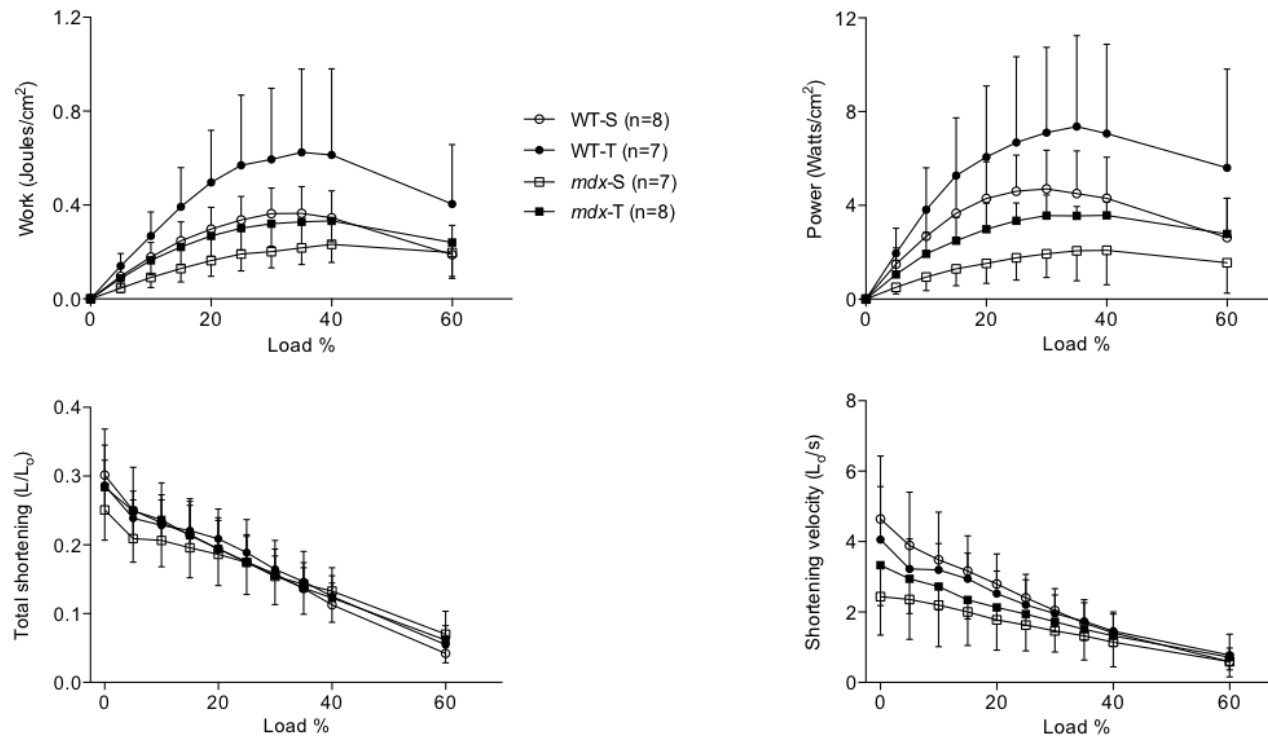 1.2
0.8
0.4
0.0
Work (Joules/cm²)
0
20
40
60
Load %
WT-S (n=8)
WT-T (n=7)
mdx-S (n=7)
mdx-T (n=8)
12
8
4
0
Power (Watts/cm²)
0
20
40
60
Load %
0.4
0.3
0.2
0.1
0.0
Total shortening (L/Lₒ)
0
20
40
60
Load %
8
6
4
2
0
Shortening velocity (Lₒ/s)
0
20
40
60
Load %